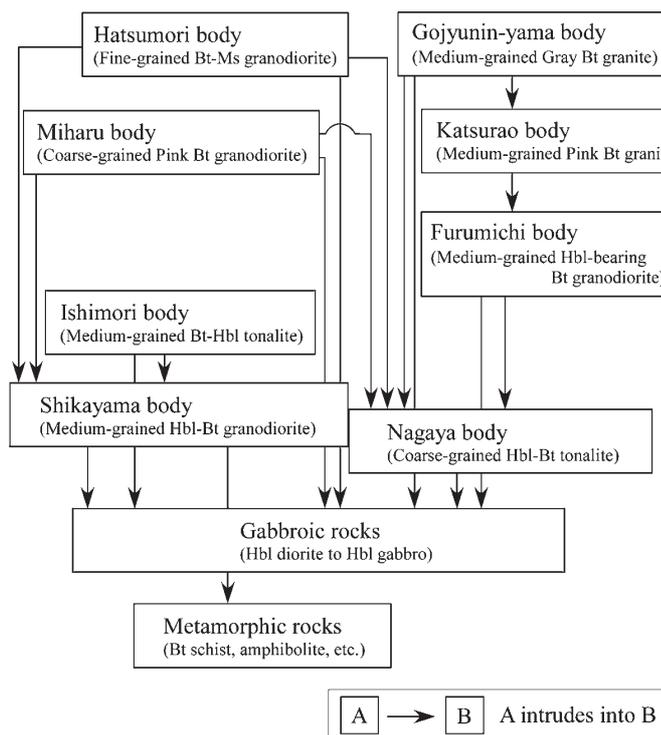 Hatsumori body
(Fine-grained Bt-Ms granodiorite)
Gojyunin-yama body
(Medium-grained Gray Bt granite)
Miharu body
(Coarse-grained Pink Bt granodiorite)
Katsurao body
(Medium-grained Pink Bt grani
Furumichi body
(Medium-grained Hbl-bearing
Bt granodiorite)
Ishimori body
(Medium-grained Bt-Hbl tonalite)
Shikayama body
(Medium-grained Hbl-Bt granodiorite)
Nagaya body
(Coarse-grained Hbl-Bt tonalite)
Gabbroic rocks
(Hbl diorite to Hbl gabbro)
Metamorphic rocks
(Bt schist, amphibolite, etc.)
A B A intrudes into B